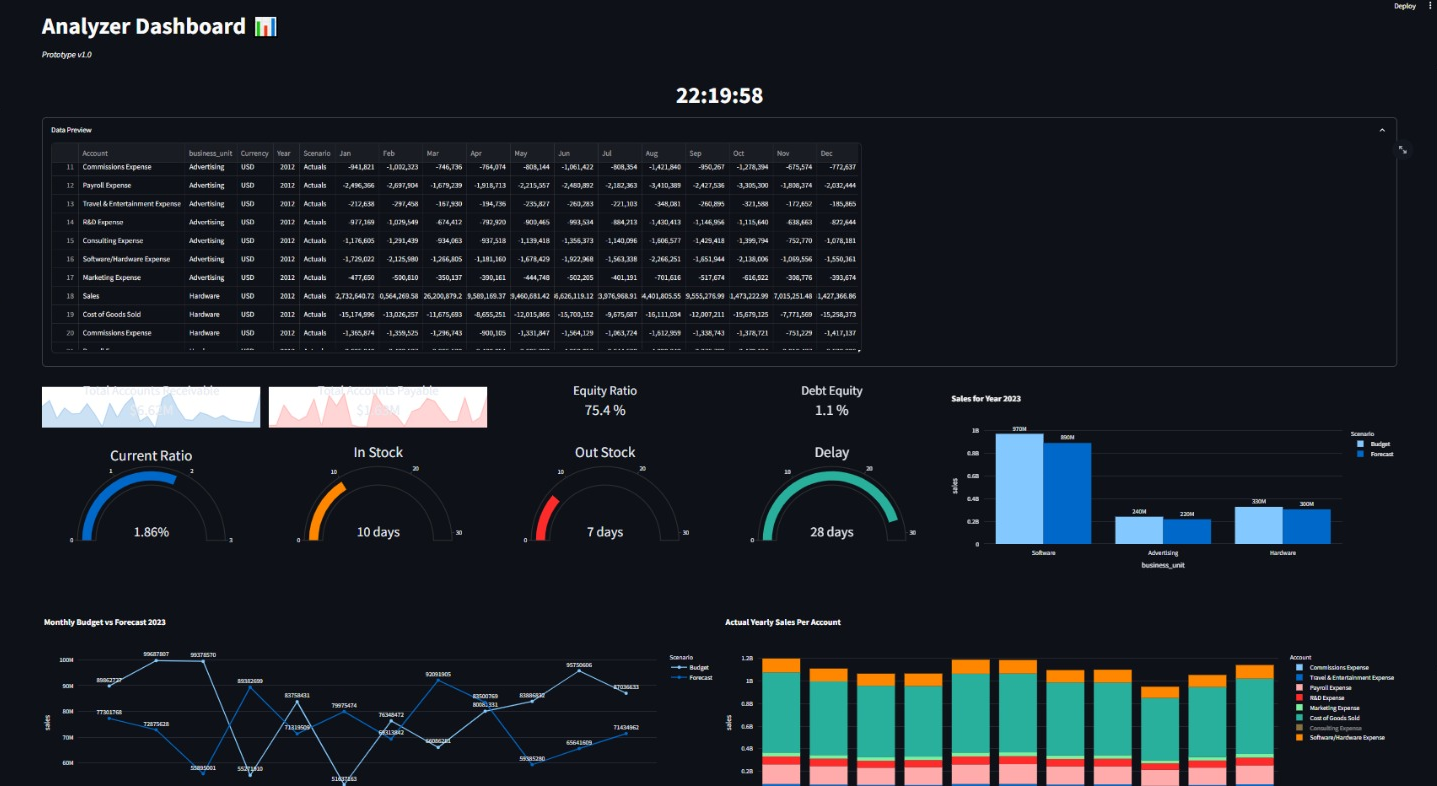 Deploy
Analyzer Dashboard
Prototype v1.0
22:19:58
Data Preview
Account business_unit Currency Year Scenario Jan Feb Mar Apr May Jun Jul Aug Sep Oct Nov Dec
11 Commissions Expense Advertising USD 2012 Actuals -941,821 -1,002,323 -746,736 -764,074 -808,144 -1,061,422 -808,354 -1,421,840 -950,267 -1,278,394 -675,574 -772,637
12 Payroll Expense Advertising USD 2012 Actuals -2,496,366 -2,697,904 -1,679,239 -1,918,713 -2,215,557 -2,480,892 -2,182,363 -3,410,389 -2,427,536 -3,305,300 -1,808,374 -2,032,444
13 Travel & Entertainment Expense Advertising USD 2012 Actuals -212,638 -297,458 -167,930 -194,736 -235,827 -260,283 -221,103 -348,081 -260,895 -321,588 -172,652 -185,865
14 R&D Expense Advertising USD 2012 Actuals -977,169 -1,029,549 -674,412 -792,920 -900,465 -993,534 -884,213 -1,430,413 -1,146,956 -1,115,640 -638,663 -822,644
15 Consulting Expense Advertising USD 2012 Actuals -1,176,605 -1,291,439 -934,063 -937,518 -1,139,418 -1,356,373 -1,140,096 -1,606,577 -1,429,418 -1,399,794 -752,770 -1,078,181
16 Software/Hardware Expense Advertising USD 2012 Actuals -1,729,022 -2,125,980 -1,266,805 -1,181,160 -1,678,429 -1,922,968 -1,563,338 -2,266,251 -1,651,944 -2,138,006 -1,069,556 -1,550,361
17 Marketing Expense Advertising USD 2012 Actuals -477,650 -590,810 -350,137 -390,161 -444,748 -502,205 -401,191 -701,616 -517,674 -616,922 -308,776 -393,674
18 Sales Hardware USD 2012 Actuals 2,732,640.72 0,564,269.58 26,200,879.2 9,589,169.37 9,460,681.42 6,626,119.12 3,976,968.91 4,401,805.55 9,555,276.99 1,473,222.99 7,015,251.48 1,427,366.86
19 Cost of Goods Sold Hardware USD 2012 Actuals -15,174,996 -13,026,257 -11,675,693 -8,655,251 -12,015,866 -15,700,152 -9,675,687 -16,111,034 -12,007,211 -15,679,125 -7,771,569 -15,258,373
20 Commissions Expense Hardware USD 2012 Actuals -1,365,874 -1,359,525 -1,296,743 -900,105 -1,331,847 -1,564,129 -1,063,724 -1,612,959 -1,338,743 -1,378,721 -751,229 -1,417,137
Total Accounts Receivable
Total Accounts Payable
Equity Ratio
75.4 %
Debt Equity
1.1 %
Current Ratio
0 1 2 3
1.86%
In Stock
0 10 20 30
10 days
Out Stock
0 10 20 30
7 days
Delay
0 10 20 30
28 days
Sales for Year 2023
sales
1B
0.8B
0.6B
0.4B
0.2B
0
970M 890M
240M 220M
330M 300M
Software Advertising Hardware
business_unit
Scenario
Budget
Forecast
Monthly Budget vs Forecast 2023
sales
100M
90M
80M
70M
60M
99687807 99378570
77301768 72875628
55895001
89382699
83758431
79975474
76348472
92091905
83500769
83886832
59385280
95750606
65641609
87036633
71434962
Scenario
Budget
Forecast
Actual Yearly Sales Per Account
sales
1.2B
1B
0.8B
0.6B
0.4B
0.2B
Account
Commissions Expense
Travel & Entertainment Expense
Payroll Expense
R&D Expense
Marketing Expense
Cost of Goods Sold
Consulting Expense
Software/Hardware Expense